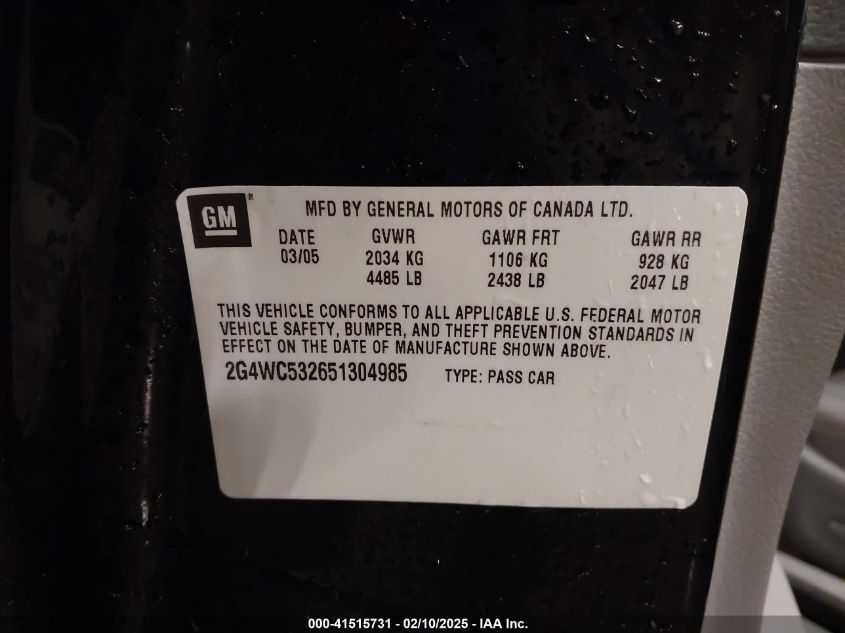 GM®
MFD BY GENERAL MOTORS OF CANADA LTD.
DATE GVWR GAWR FRT GAWR RR
03/05 2034 KG 1106 KG 928 KG
4485 LB 2438 LB 2047 LB
THIS VEHICLE CONFORMS TO ALL APPLICABLE U.S. FEDERAL MOTOR
VEHICLE SAFETY, BUMPER, AND THEFT PREVENTION STANDARDS IN
EFFECT ON THE DATE OF MANUFACTURE SHOWN ABOVE.
2G4WC532651304985 TYPE: PASS CAR
000-41515731 - 02/10/2025 - IAA Inc.